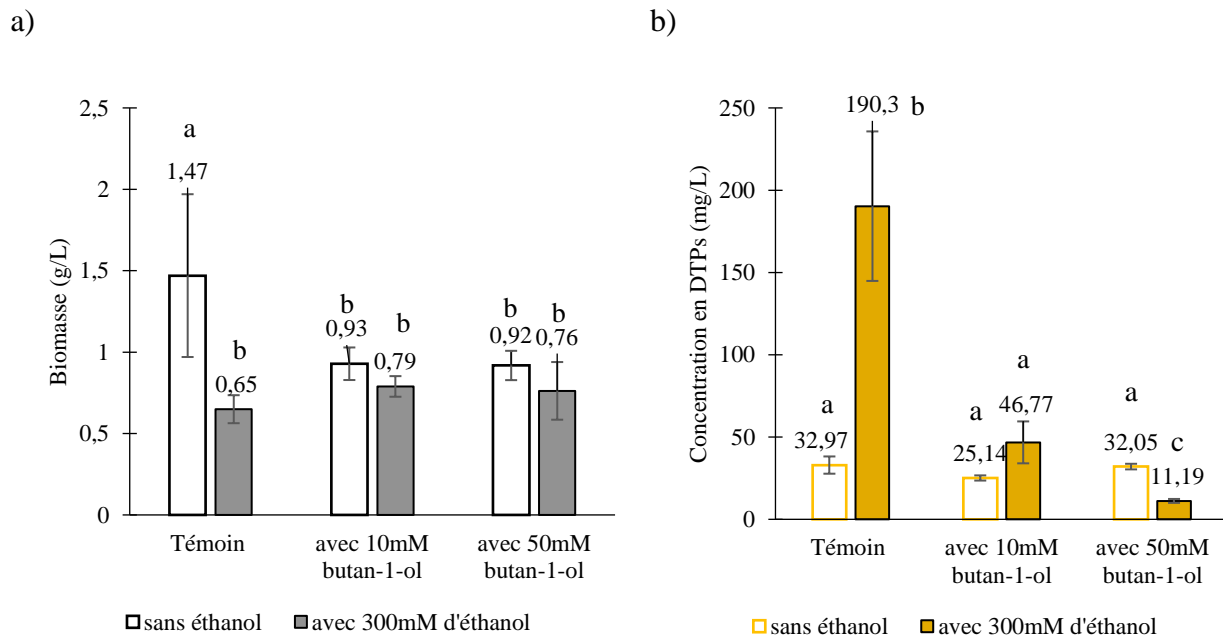 a)
2,5
2
1,5
1
0,5
0
Biomasse (g/L)
a
1,47
b
0,65
b
0,93
b
0,79
b
0,92
b
0,76
Témoin
avec 10mM
butan-1-ol
avec 50mM
butan-1-ol
sans éthanol
avec 300mM d'éthanol
b)
250
200
150
100
50
0
Concentration en DTPs (mg/L)
a
32,97
190,3 b
a
25,14
a
46,77
a
32,05
c
11,19
Témoin
avec 10mM
butan-1-ol
avec 50mM
butan-1-ol
sans éthanol
avec 300mM d'éthanol